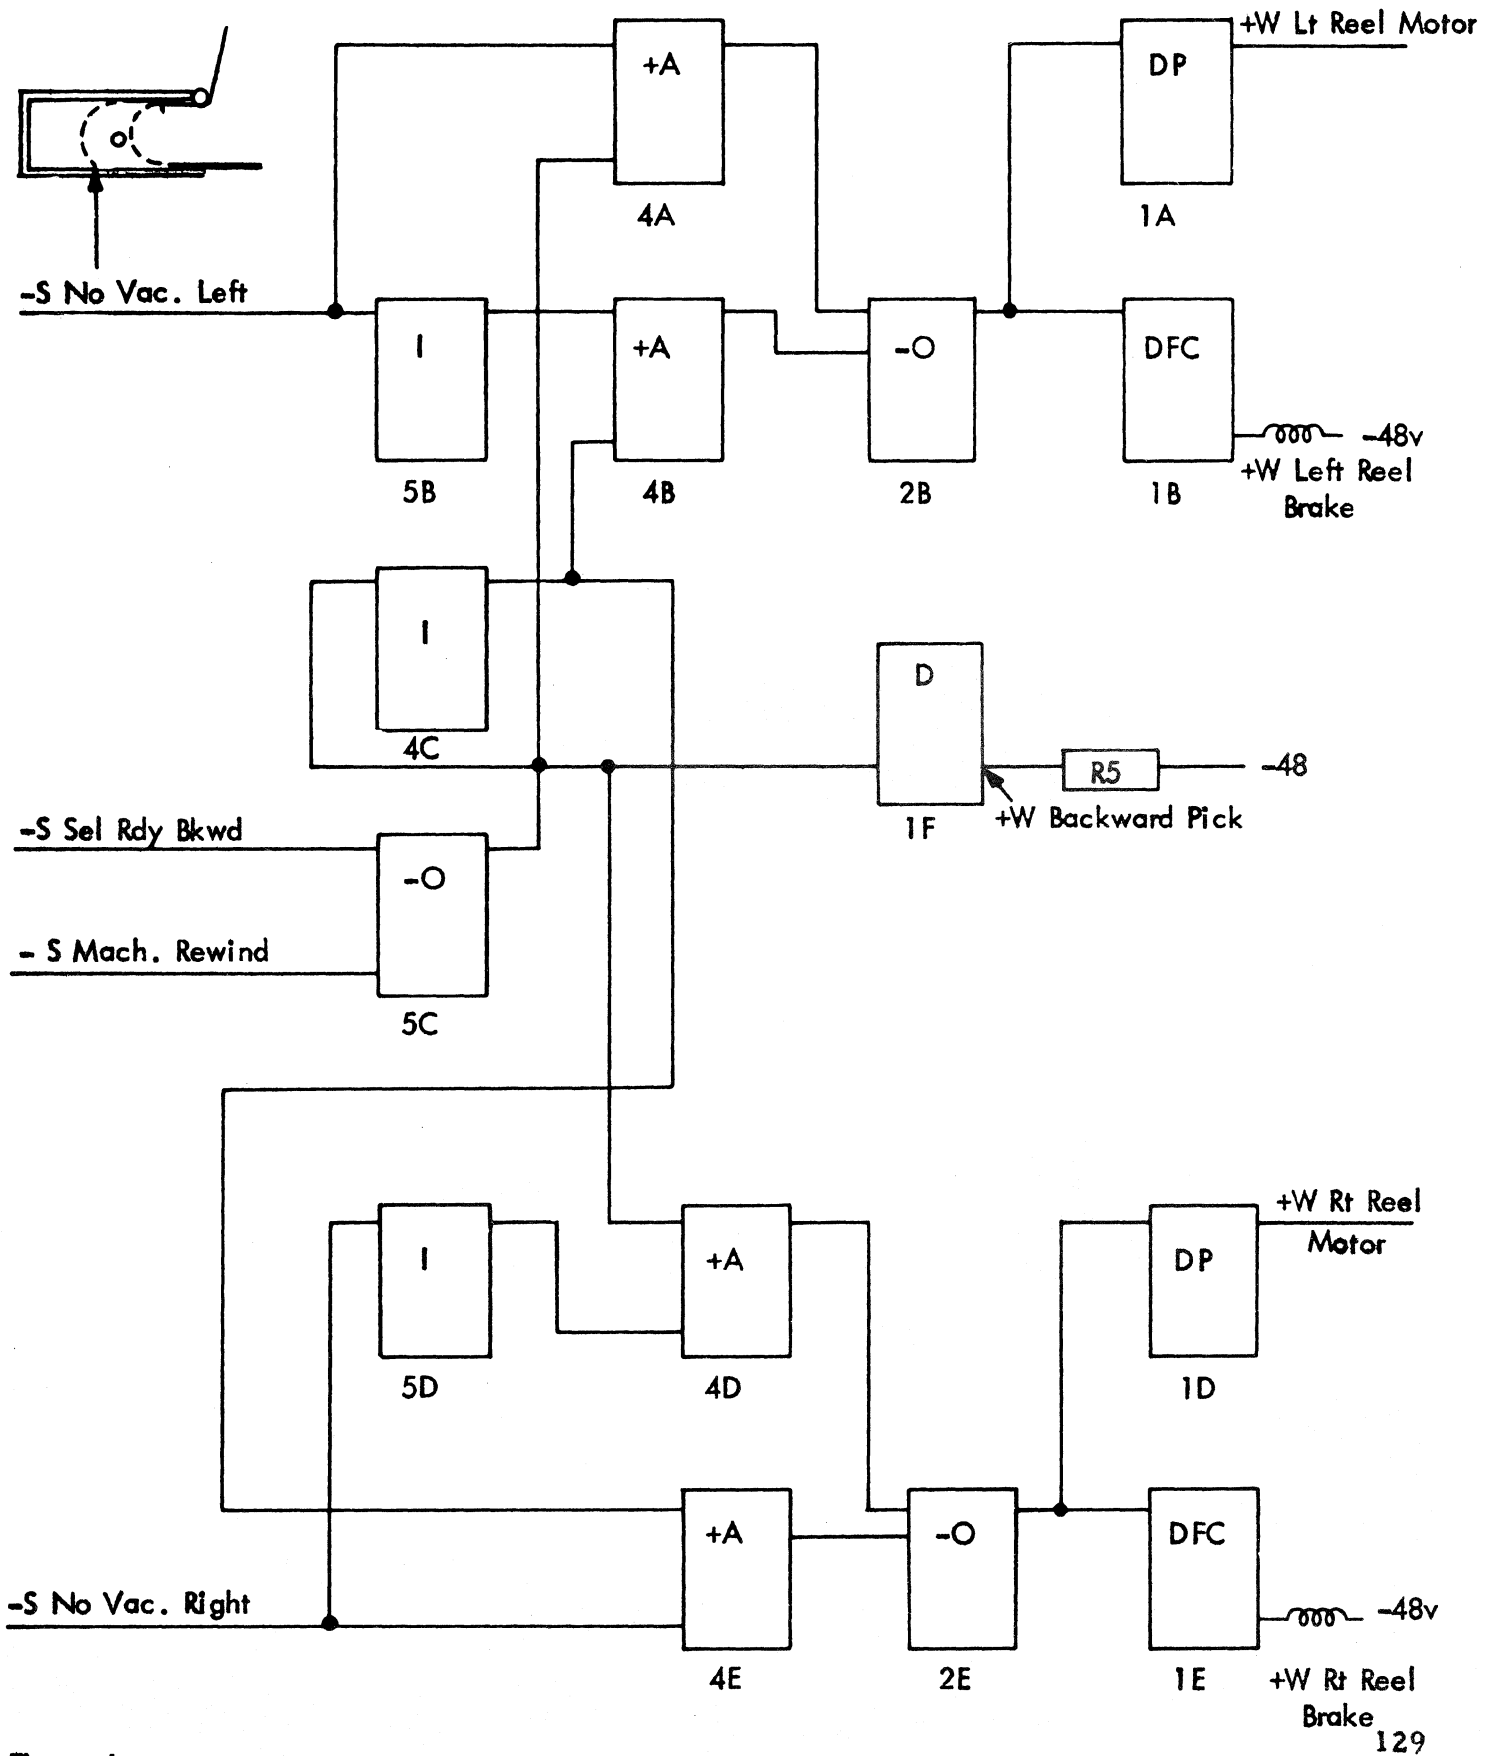 +W Lt Reel Motor
+A
DP
4A
1A
-S No Vac. Left
I
+A
-O
DFC
-48v
5B
4B
2B
1B
+W Left Reel
Brake
I
4C
D
R5
-48
1F
+W Backward Pick
-S Sel Rdy Bkwd
-O
- S Mach. Rewind
5C
+W Rt Reel
Motor
I
+A
DP
5D
4D
1D
+A
-O
DFC
-S No Vac. Right
-48v
4E
2E
1E
+W Rt Reel
Brake
129